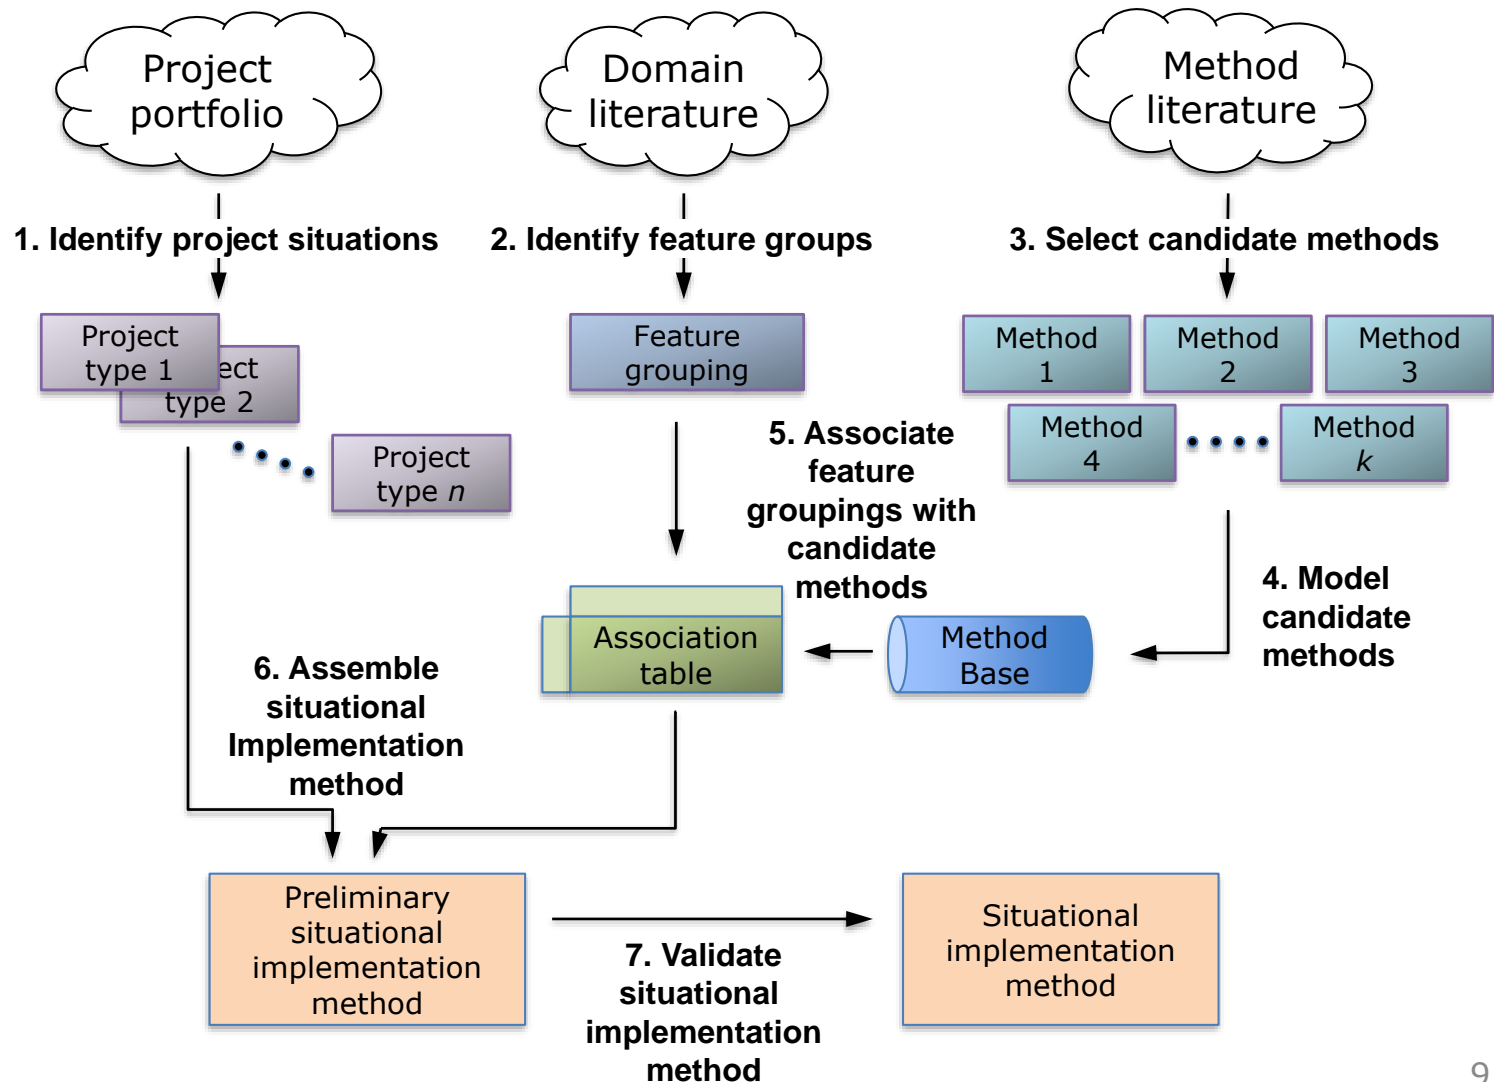 Project
portfolio
Domain
literature
Method
literature
1. Identify project situations
2. Identify feature groups
3. Select candidate methods
Project
type 1
ect
type 2
Project
type n
Feature
grouping
Method
1
Method
2
Method
3
Method
4
Method
k
5. Associate
feature
groupings with
candidate
methods
4. Model
candidate
methods
Association
table
Method
Base
6. Assemble
situational
Implementation
method
Preliminary
situational
implementation
method
7. Validate
situational
implementation
method
Situational
implementation
method
9